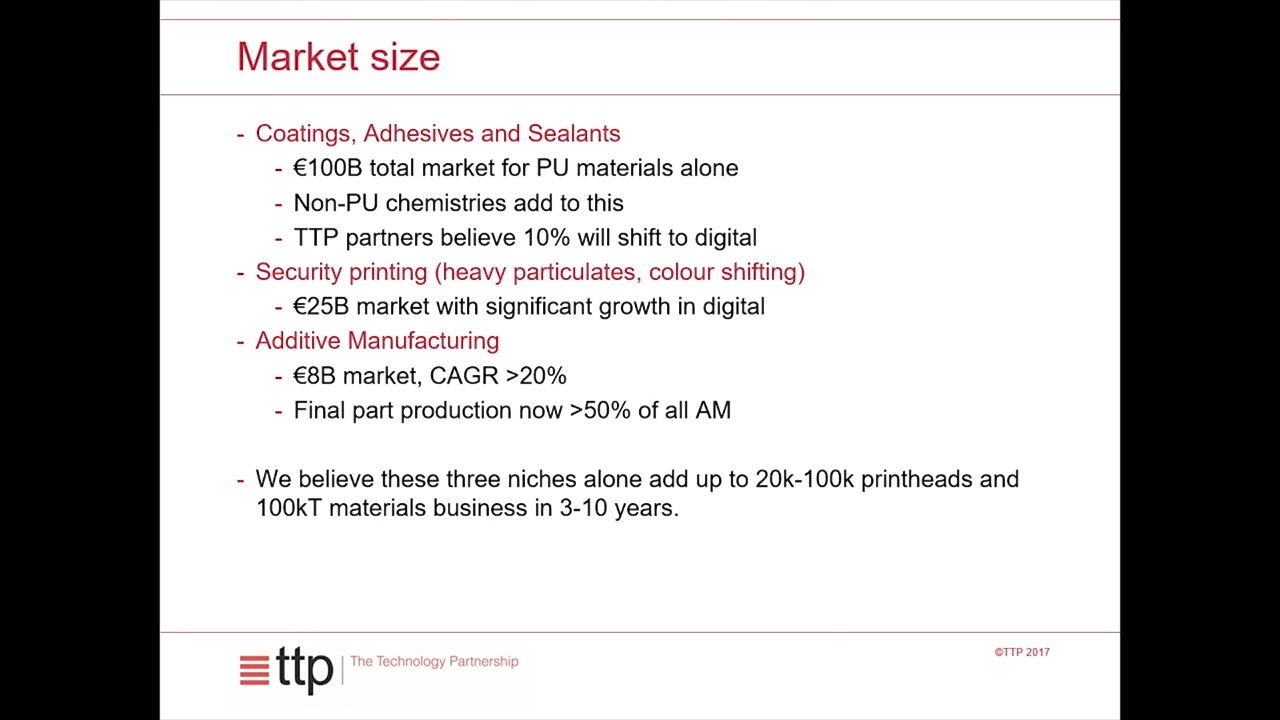 Market size
- Coatings, Adhesives and Sealants
- €100B total market for PU materials alone
- Non-PU chemistries add to this
- TTP partners believe 10% will shift to digital
- Security printing (heavy particulates, colour shifting)
- €25B market with significant growth in digital
- Additive Manufacturing
- €8B market, CAGR >20%
- Final part production now >50% of all AM
- We believe these three niches alone add up to 20k-100k printheads and
100kT materials business in 3-10 years.
ttp | The Technology Partnership
©TTP 2017